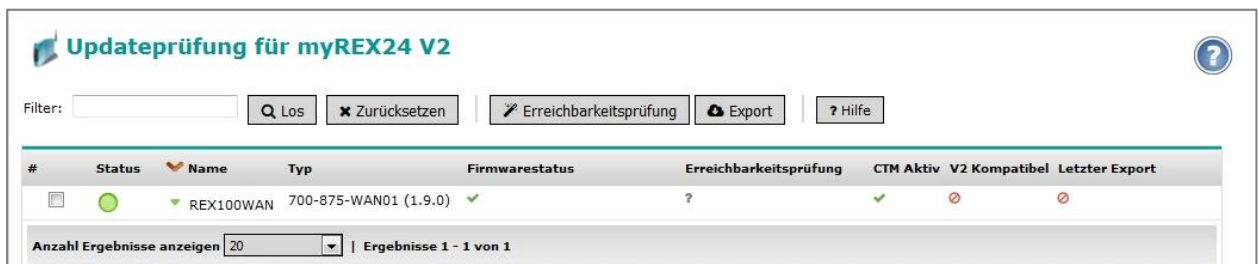 Updateprüfung für myREX24 V2
?
Filter: Los Zurücksetzen Erreichbarkeitsprüfung Export ? Hilfe
# Status Name Typ Firmwarestatus Erreichbarkeitsprüfung CTM Aktiv V2 Kompatibel Letzter Export
REX100WAN 700-875-WAN01 (1.9.0) ?
Anzahl Ergebnisse anzeigen 20 | Ergebnisse 1 - 1 von 1